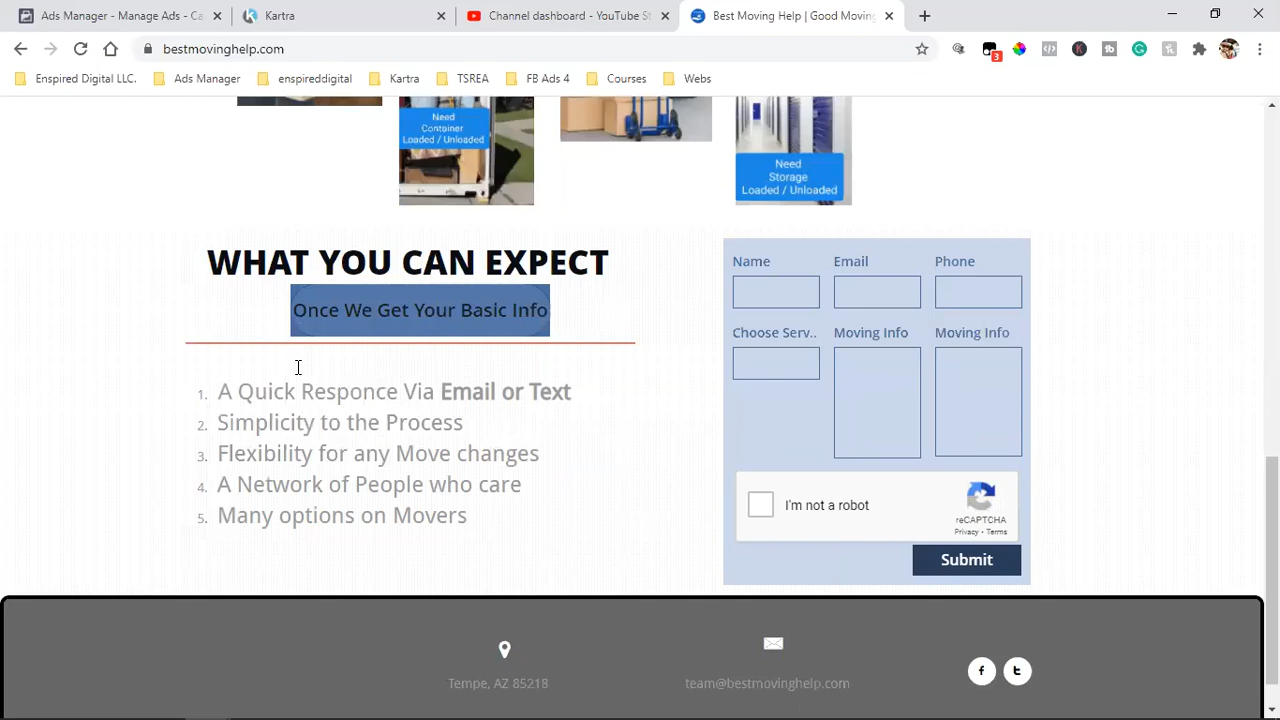 Ads Manager - Manage Ads - Ca
Kartra
Channel dashboard - YouTube St
Best Moving Help | Good Moving
bestmovinghelp.com
3
Enspired Digital LLC.
Ads Manager
enspireddigital
Kartra
TSREA
FB Ads 4
Courses
Webs
Need
Container
Loaded / Unloaded
Need
Storage
Loaded / Unloaded
WHAT YOU CAN EXPECT
Once We Get Your Basic Info
1. A Quick Responce Via Email or Text
2. Simplicity to the Process
3. Flexibility for any Move changes
4. A Network of People who care
5. Many options on Movers
Name Email Phone
Choose Serv.. Moving Info Moving Info
I'm not a robot
reCAPTCHA
Privacy • Terms
Submit
Tempe, AZ 85218
team@bestmovinghelp.com